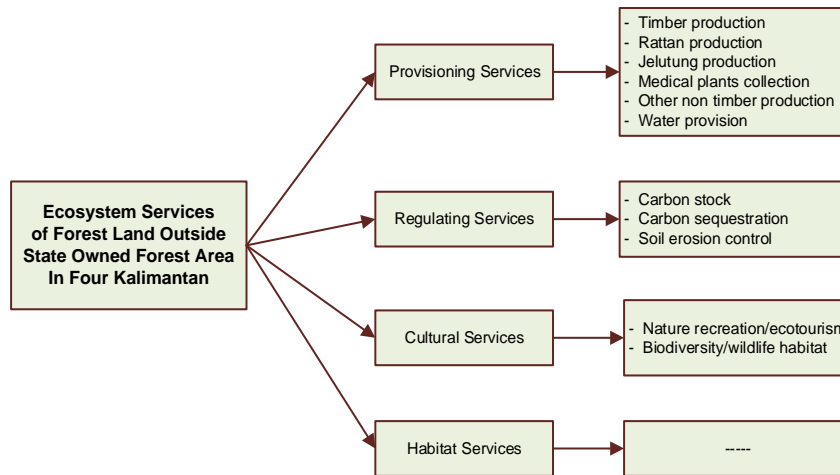 Ecosystem Services
of Forest Land Outside
State Owned Forest Area
In Four Kalimantan
Provisioning Services
- Timber production
- Rattan production
- Jelutung production
- Medical plants collection
- Other non timber production
- Water provision
Regulating Services
- Carbon stock
- Carbon sequestration
- Soil erosion control
Cultural Services
- Nature recreation/ecotourism
- Biodiversity/wildlife habitat
Habitat Services
-----